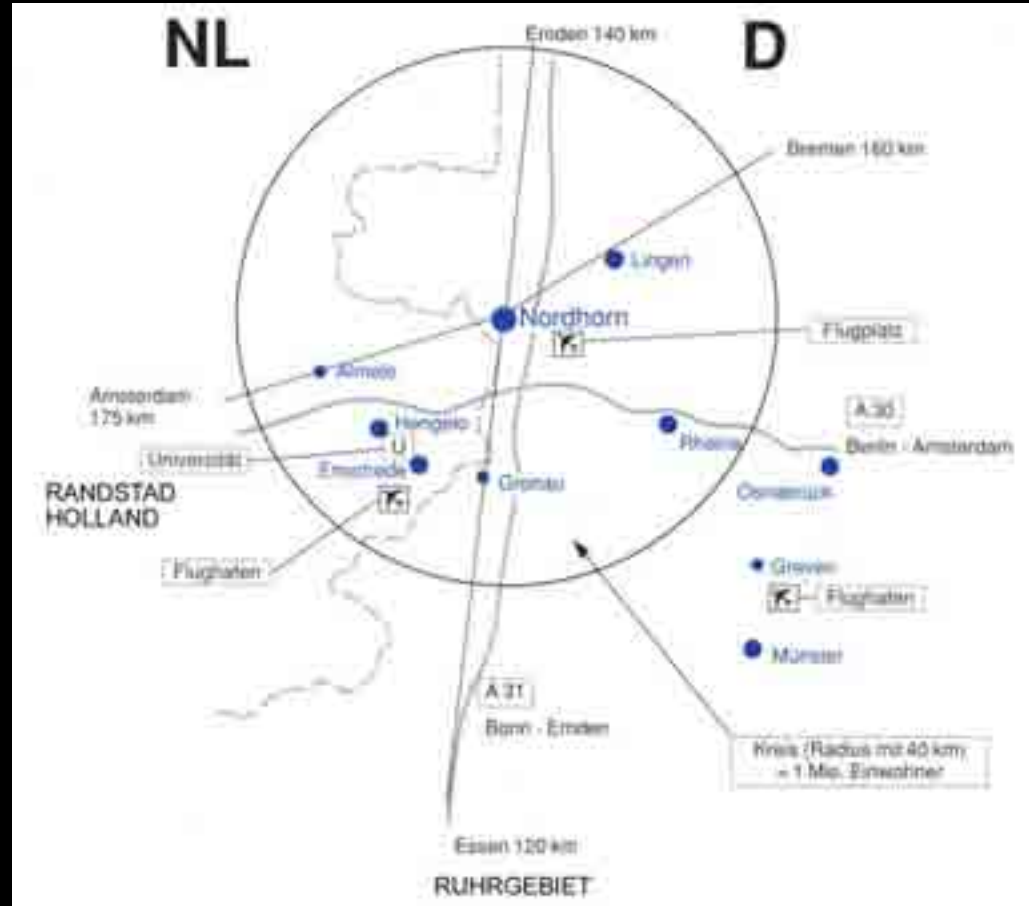 NL
D
Emden 140 km
Bremen 160 km
Lingen
Nordhorn
Flugplatz
Almelo
Amsterdam
175 km
Hengelo
A 30
Universität
U
Rheine
Berlin - Amsterdam
Enschede
Gronau
Osnabrück
RANDSTAD
HOLLAND
Flughafen
Greven
Flughafen
Münster
A 31
Bonn - Emden
Kreis (Radius mit 40 km)
= 1 Mio. Einwohner
Essen 120 km
RUHRGEBIET